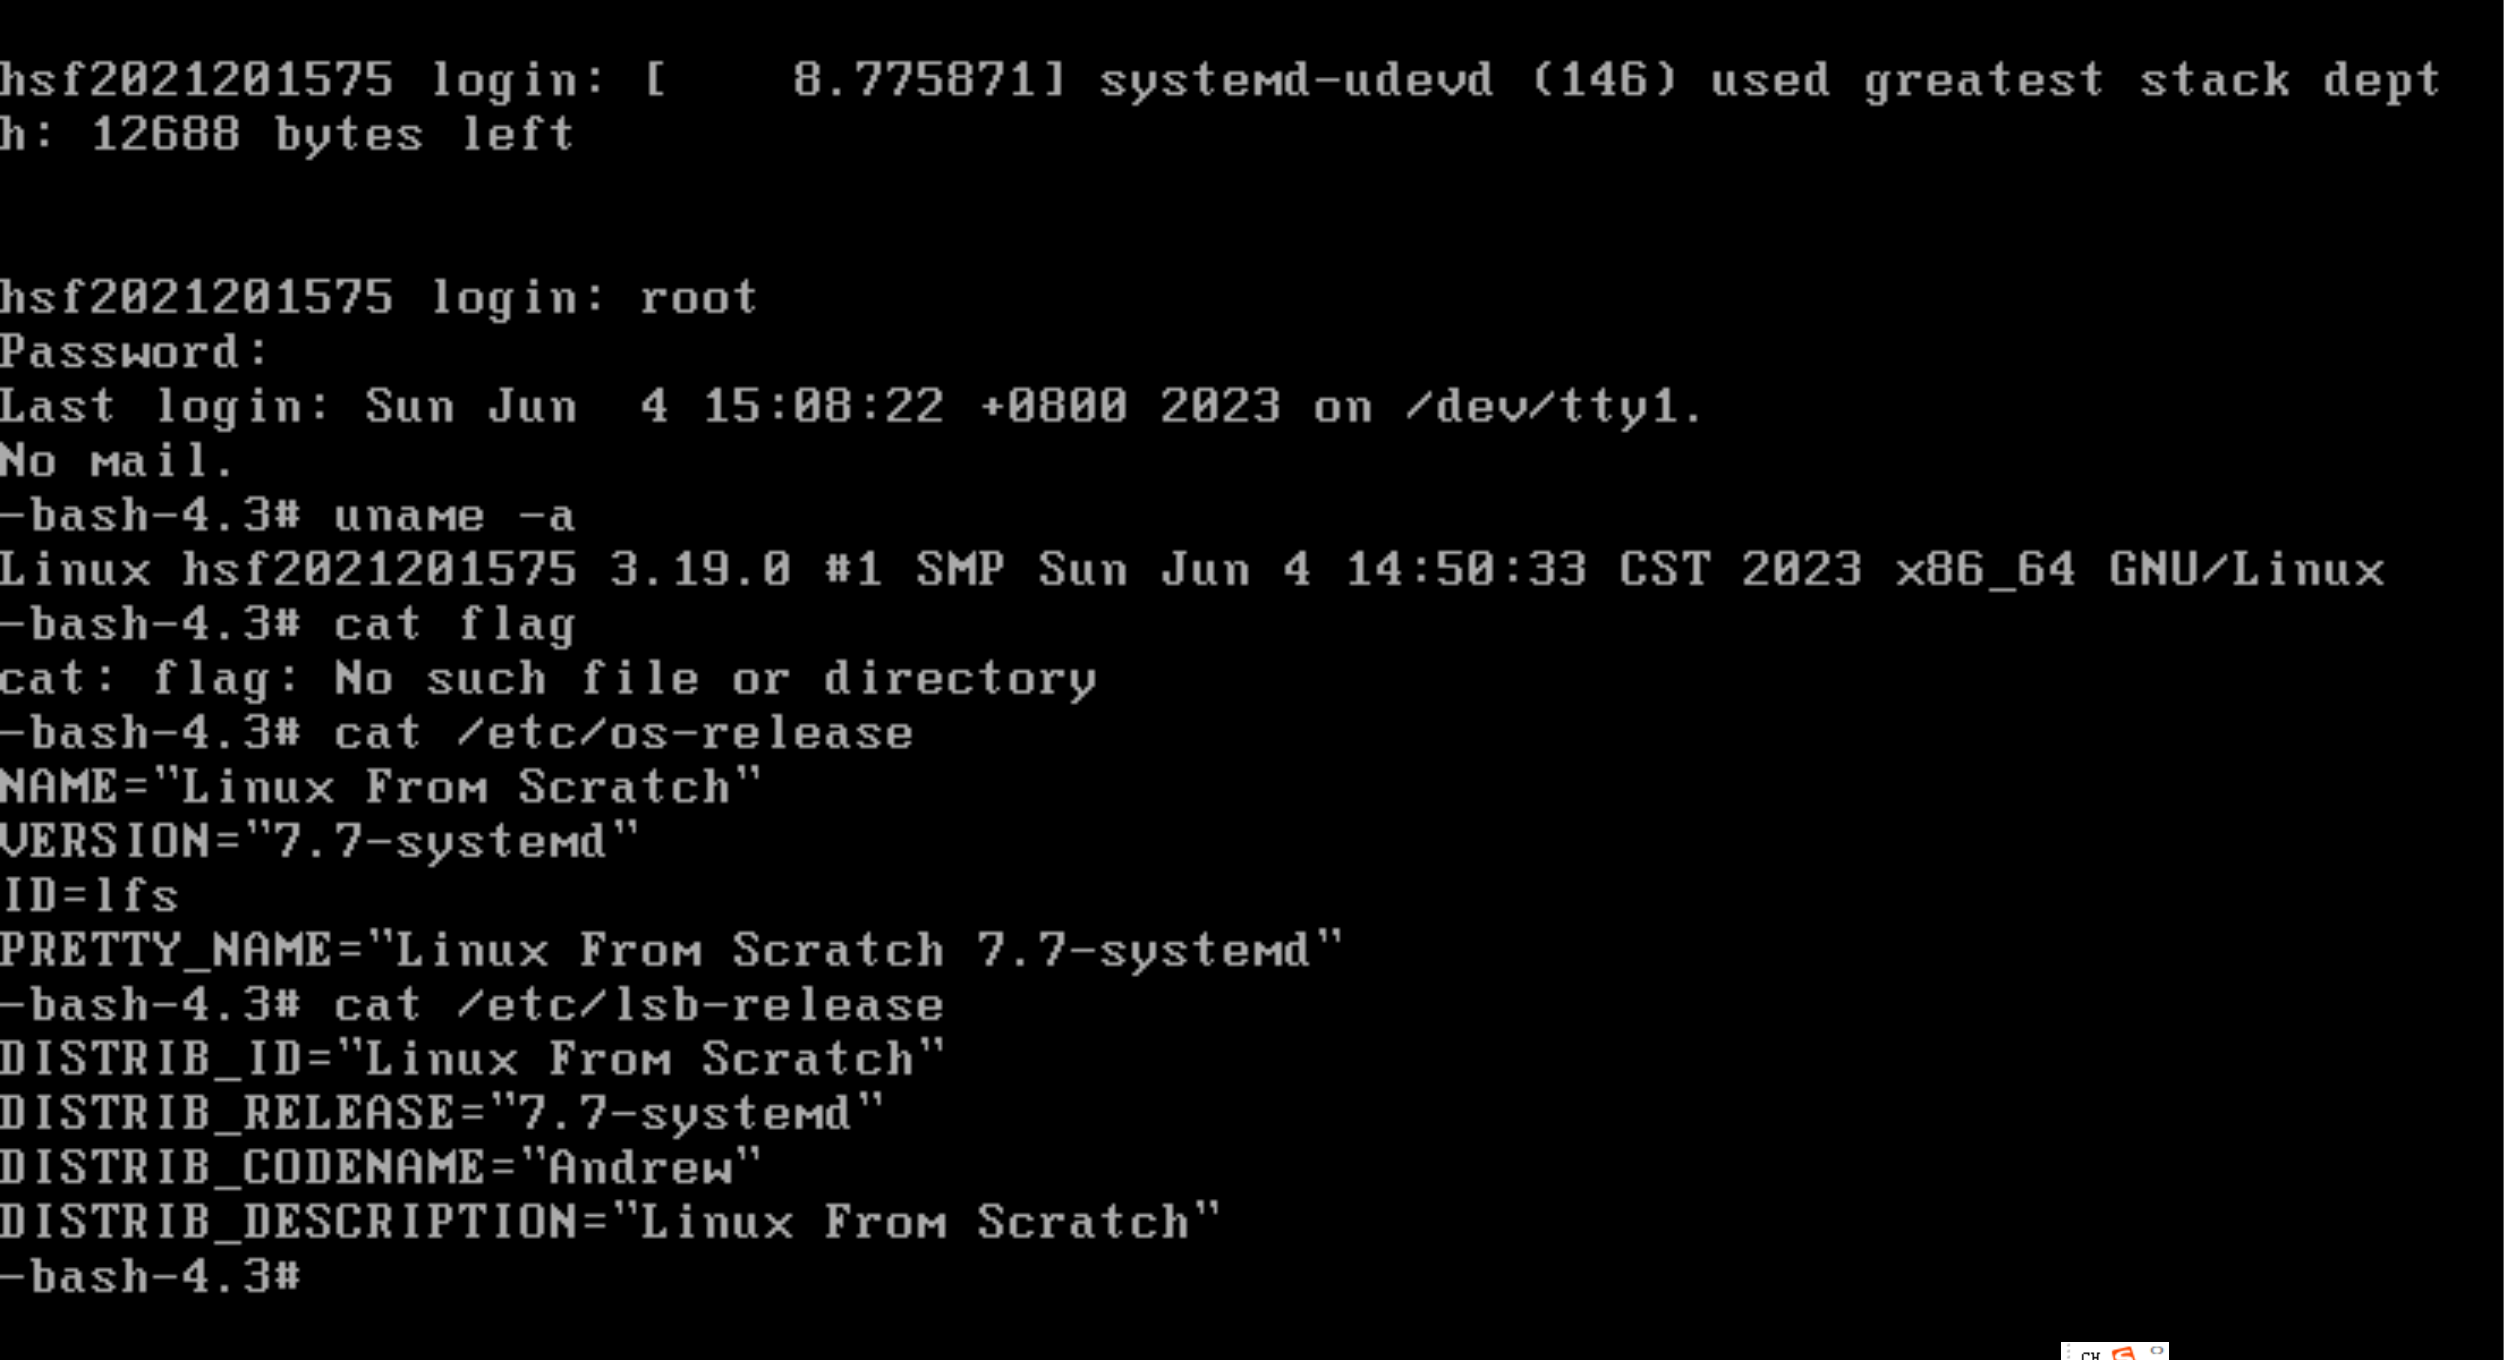 hsf2021201575 login: [    8.775871] systemd-udevd (146) used greatest stack dept
h: 12688 bytes left
hsf2021201575 login: root
Password:
Last login: Sun Jun  4 15:08:22 +0800 2023 on /dev/tty1.
No mail.
-bash-4.3# uname -a
Linux hsf2021201575 3.19.0 #1 SMP Sun Jun 4 14:50:33 CST 2023 x86_64 GNU/Linux
-bash-4.3# cat flag
cat: flag: No such file or directory
-bash-4.3# cat /etc/os-release
NAME="Linux From Scratch"
VERSION="7.7-systemd"
ID=lfs
PRETTY_NAME="Linux From Scratch 7.7-systemd"
-bash-4.3# cat /etc/lsb-release
DISTRIB_ID="Linux From Scratch"
DISTRIB_RELEASE="7.7-systemd"
DISTRIB_CODENAME="Andrew"
DISTRIB_DESCRIPTION="Linux From Scratch"
-bash-4.3#
CH